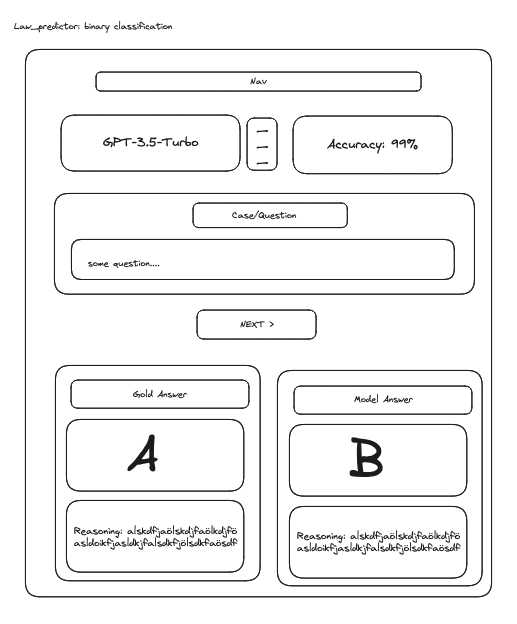 Law_predictor: binary classification
Nav
GPT-3.5-Turbo
Accuracy: 99%
Case/Question
some question....
NEXT >
Gold Answer
A
Reasoning: alskdfjaölskdjfaölkdjfö
asldoikfjasldkjfalsdkfjölsdkfaösdf
Model Answer
B
Reasoning: alskdfjaölskdjfaölkdjfö
asldoikfjasldkjfalsdkfjölsdkfaösdf